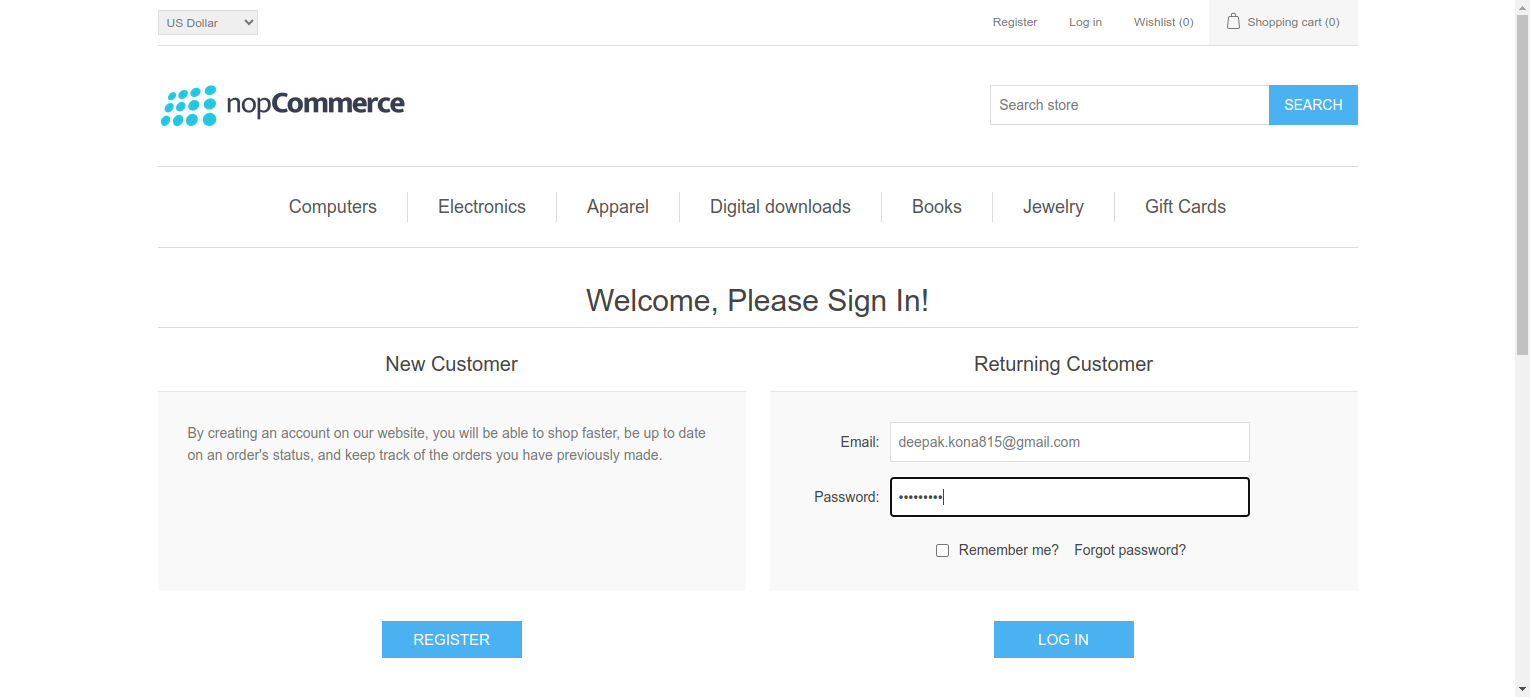 US Dollar
Register
Log in
Wishlist (0)
Shopping cart (0)
nopCommerce
Search store
SEARCH
Computers
Electronics
Apparel
Digital downloads
Books
Jewelry
Gift Cards
Welcome, Please Sign In!
New Customer
By creating an account on our website, you will be able to shop faster, be up to date
on an order's status, and keep track of the orders you have previously made.
REGISTER
Returning Customer
Email: deepak.kona815@gmail.com
Password: •••••••••
Remember me? Forgot password?
LOG IN